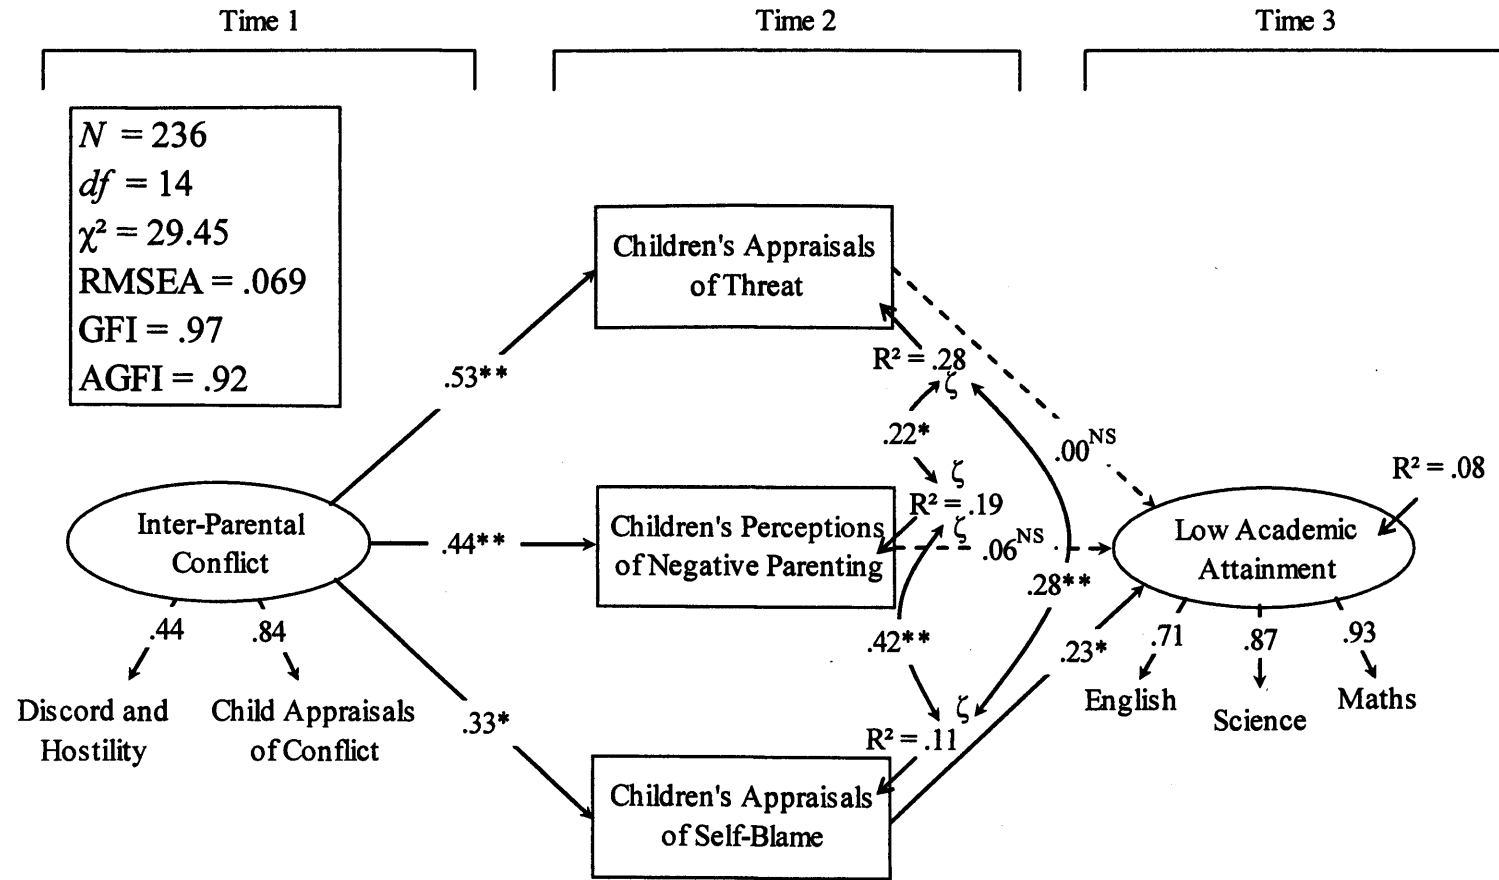 Time 1
Time 2
Time 3
N = 236
df = 14
χ² = 29.45
RMSEA = .069
GFI = .97
AGFI = .92
Children's Appraisals
of Threat
R² = .28
ζ
.53**
.22*
.00NS
R² = .08
ζ
R² = .19
ζ
Inter-Parental
Conflict
.44**
Children's Perceptions
of Negative Parenting
.06NS
Low Academic
Attainment
.28**
.44
.84
.42**
.23*
.71
.87
.93
Discord and
Hostility
Child Appraisals
of Conflict
.33*
English
Science
Maths
ζ
R² = .11
Children's Appraisals
of Self-Blame